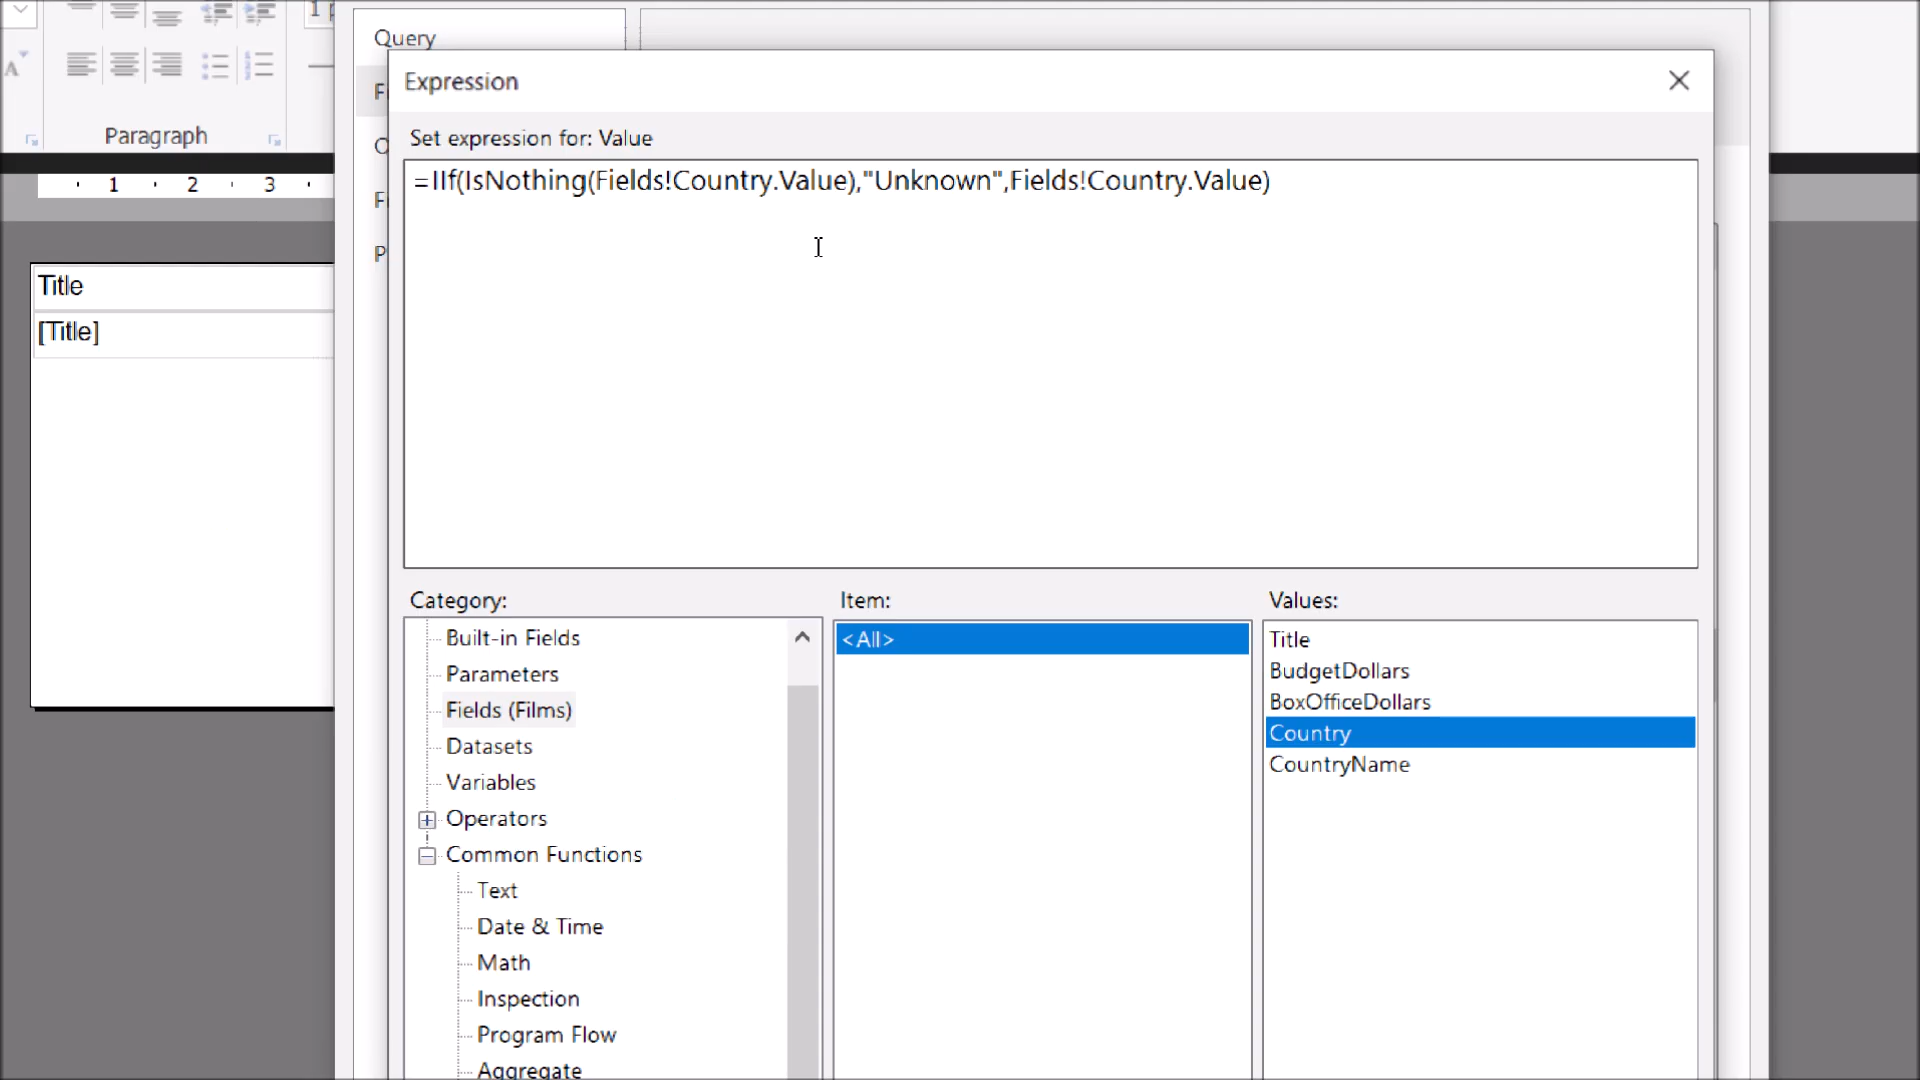 Query
Expression
Set expression for: Value
=IIf(IsNothing(Fields!Country.Value),"Unknown",Fields!Country.Value)
Paragraph
1 2 3
Title
[Title]
Category:
Built-in Fields
Parameters
Fields (Films)
Datasets
Variables
Operators
Common Functions
Text
Date & Time
Math
Inspection
Program Flow
Aggregate
Item:
<All>
Values:
Title
BudgetDollars
BoxOfficeDollars
Country
CountryName